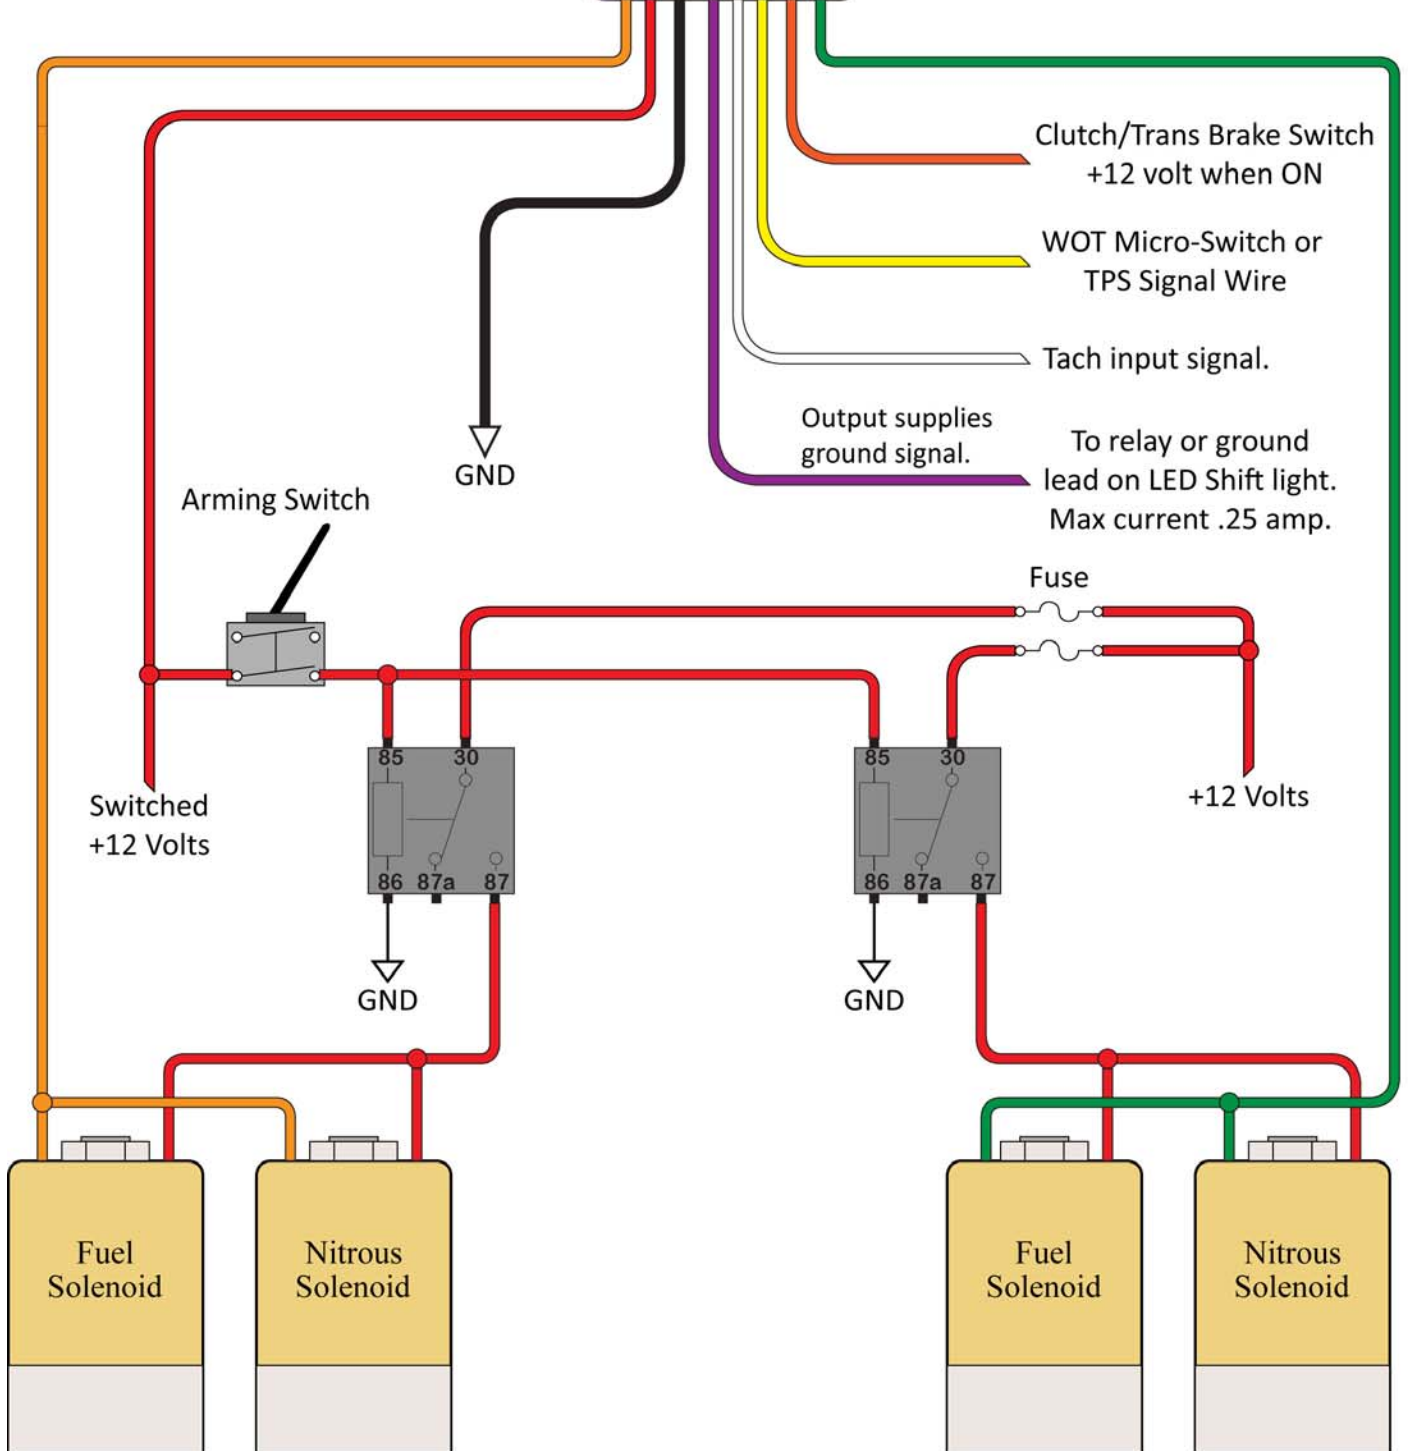 Clutch/Trans Brake Switch
+12 volt when ON
WOT Micro-Switch or
TPS Signal Wire
Tach input signal.
Output supplies
ground signal.
To relay or ground
lead on LED Shift light.
Max current .25 amp.
GND
Arming Switch
Fuse
85
30
86
87a
87
85
30
86
87a
87
Switched
+12 Volts
+12 Volts
GND
GND
Fuel
Solenoid
Nitrous
Solenoid
Fuel
Solenoid
Nitrous
Solenoid